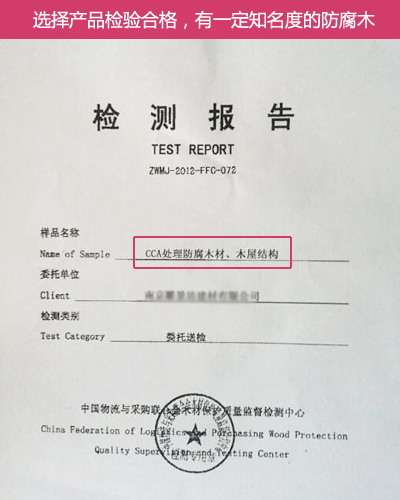 选择产品检验合格，有一定知名度的防腐木
检 测 报 告
TEST REPORT
ZWMJ-2012-FFC-072
样品名称
Name of Sample CCA处理防腐木材、木屋结构
委托单位
Client
检测类别
Test Category 委托送检
中国物流与采购联合会木材保护质量监督检测中心
China Federation of Logistics and Purchasing Wood Protection
Quality Supervision and Testing Center
检测专用章